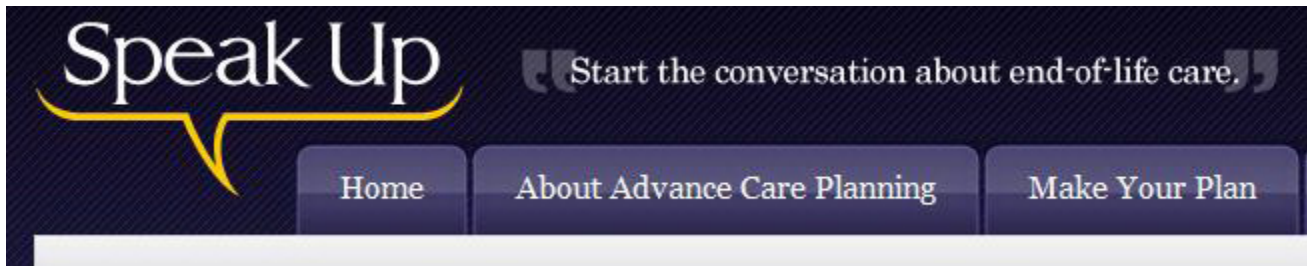 Speak Up
Start the conversation about end-of-life care.
Home
About Advance Care Planning
Make Your Plan